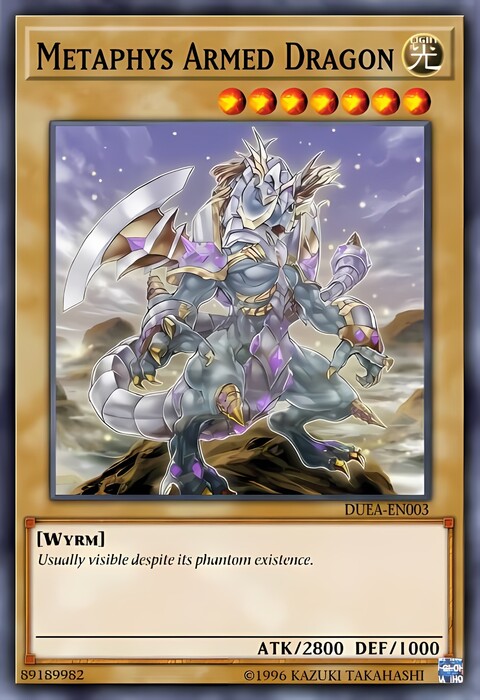 METAPHYS ARMED DRAGON
光
DUEA-EN003
[WYRM]
Usually visible despite its phantom existence.
ATK/2800 DEF/1000
89189982
©1996 KAZUKI TAKAHASHI